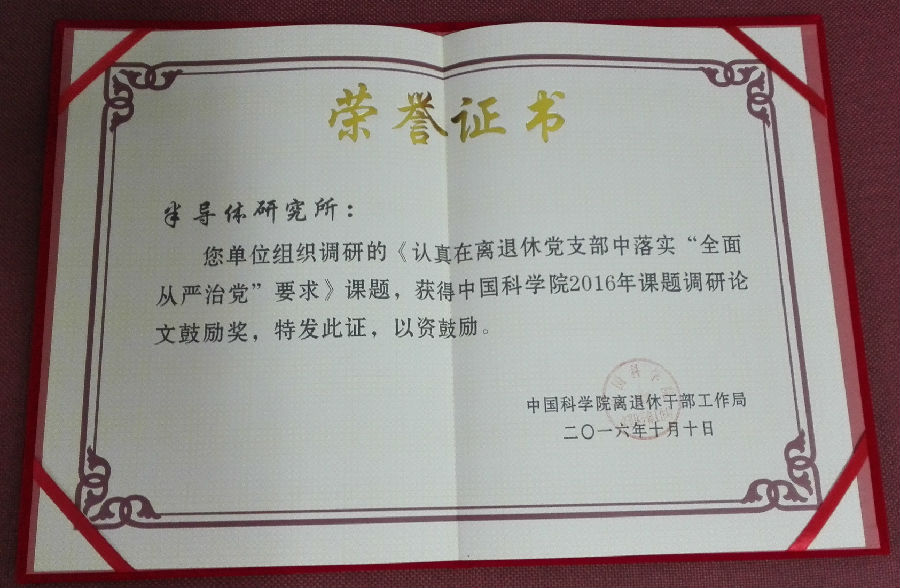 荣誉证书
半导体研究所：
您单位组织调研的《认真在离退休党支部中落实“全面
从严治党”要求》课题，获得中国科学院2016年课题调研论
文鼓励奖，特发此证，以资鼓励。
中国科学院离退休干部工作局
二〇一六年十月十日